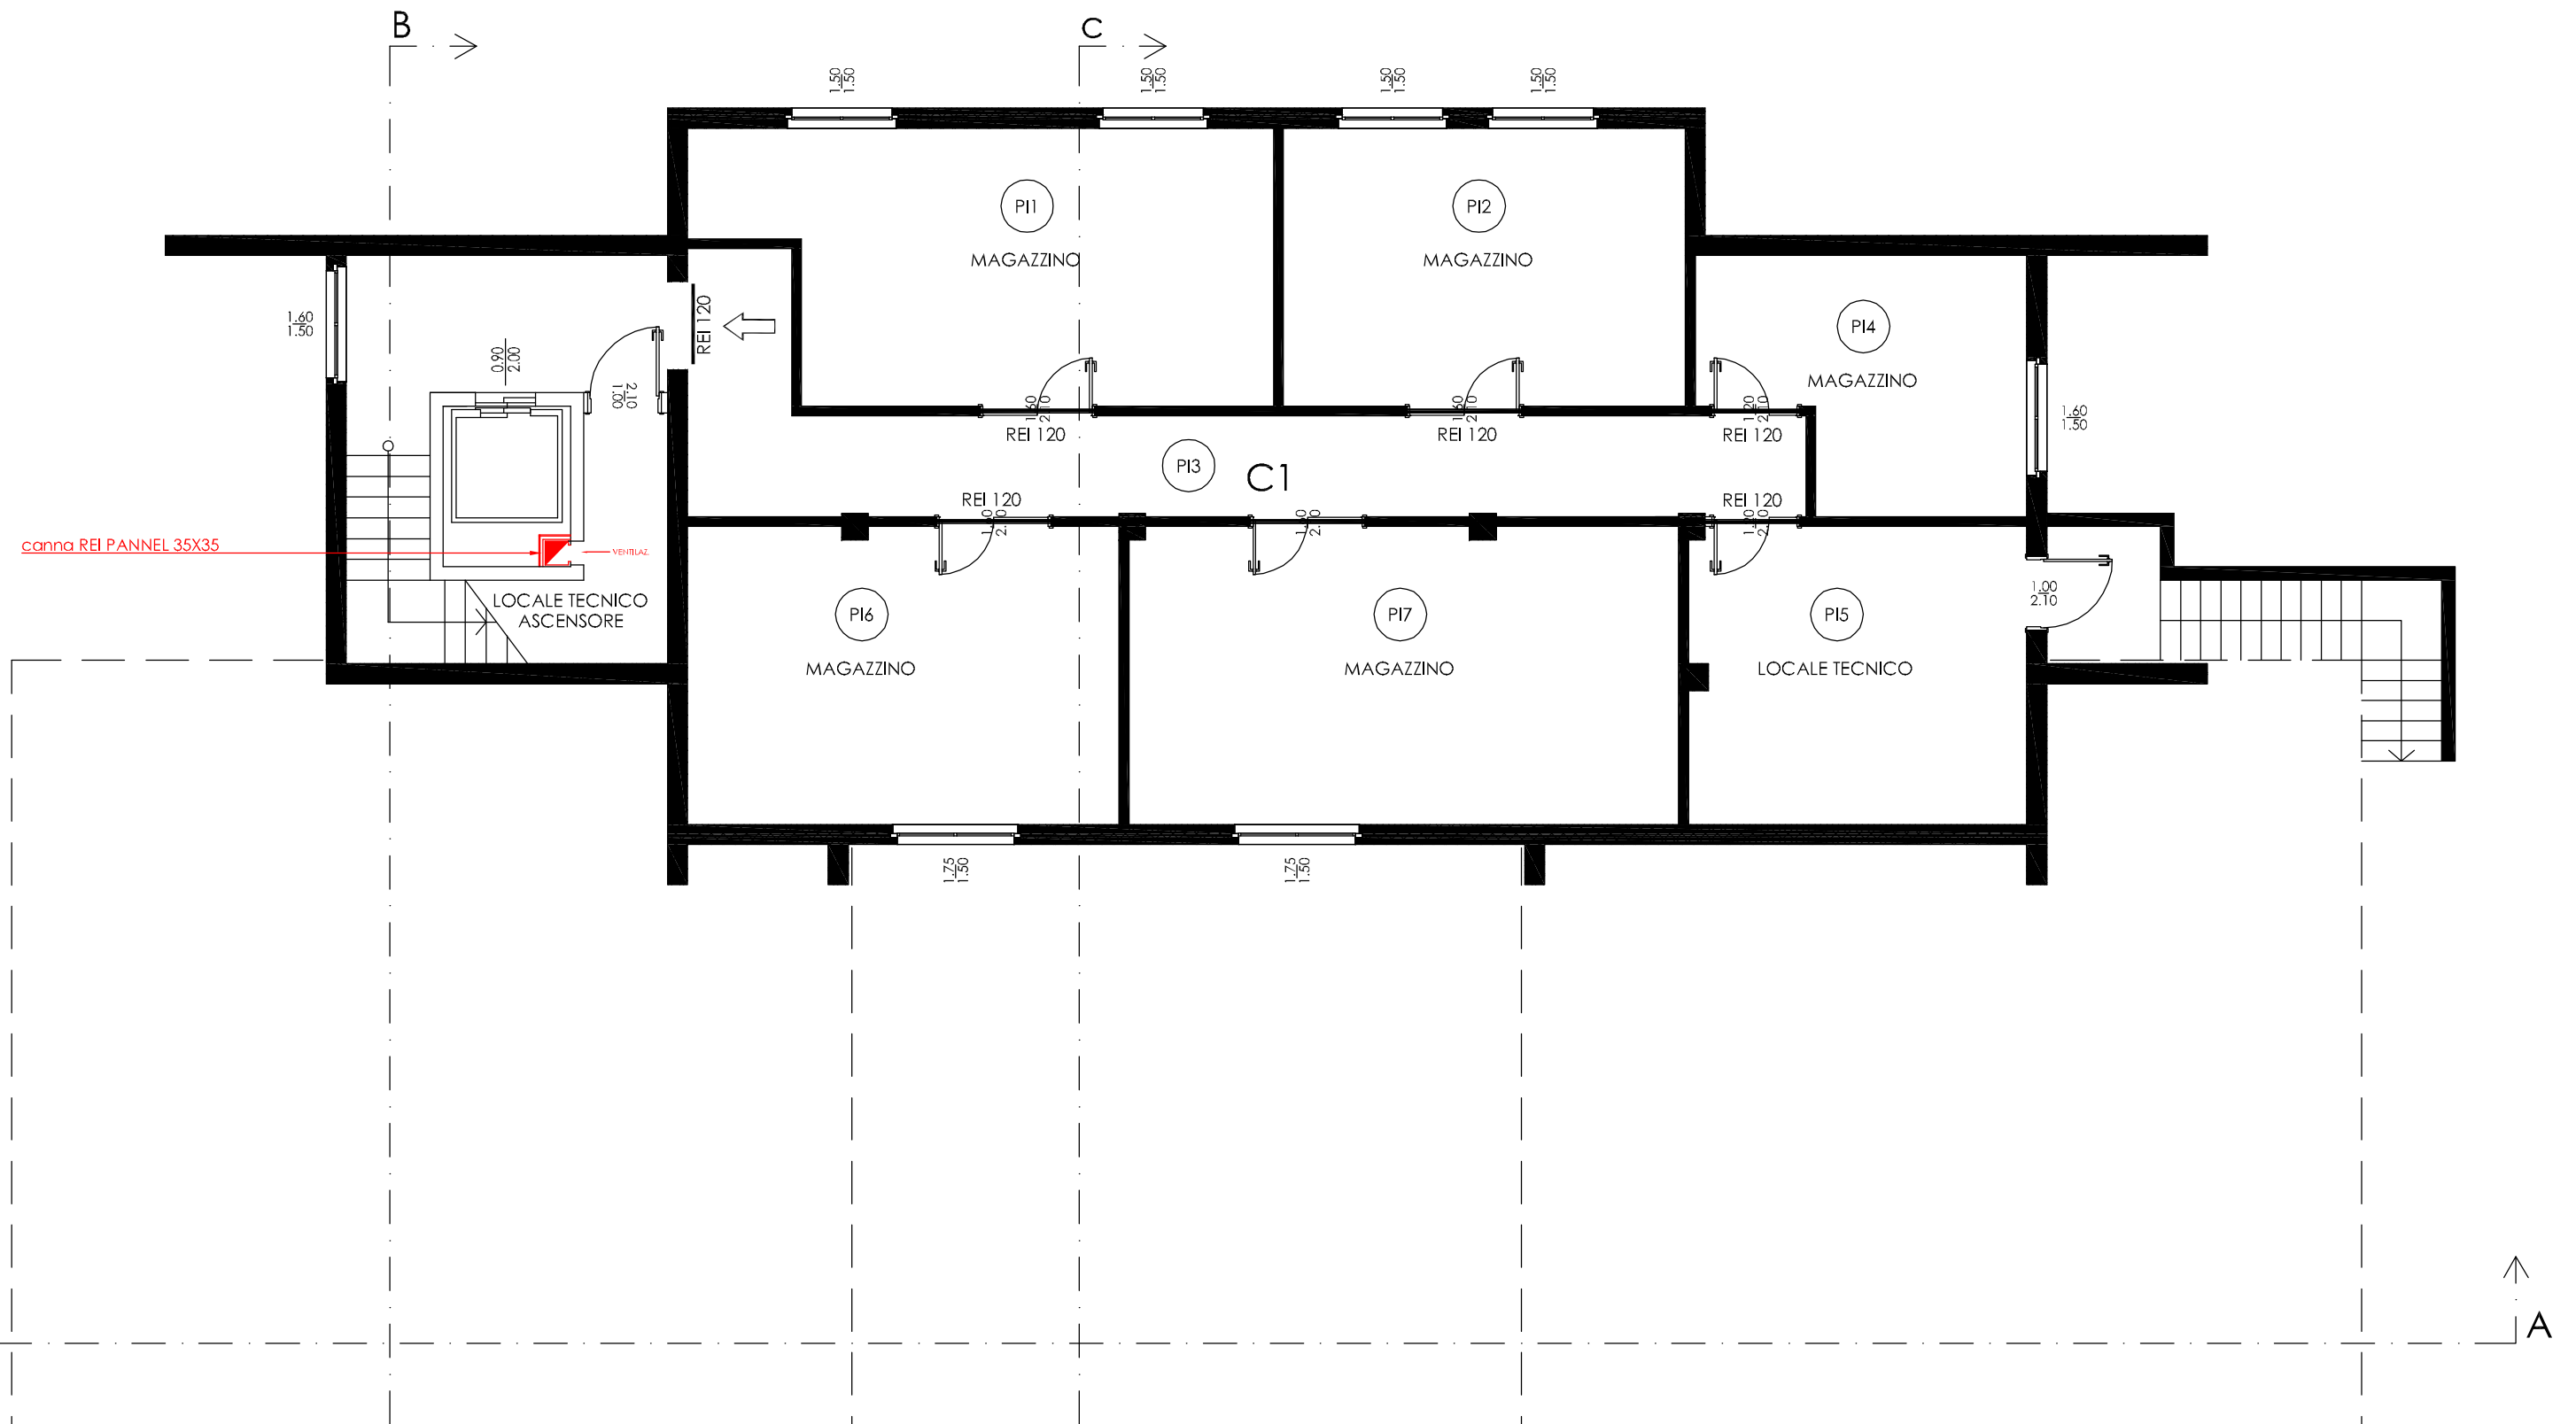 B
C
1.50
1.50
1.50
1.50
1.50
1.50
1.50
1.50
PI1
MAGAZZINO
PI2
MAGAZZINO
1.60
1.50
REI 120
0.90
2.00
2.10
1.00
PI4
MAGAZZINO
1.60
1.50
1.60
2.10
REI 120
1.60
2.10
REI 120
1.20
2.10
REI 120
PI3
C1
REI 120
2.10
REI 120
2.10
REI 120
1.20
2.10
canna REI PANNEL 35X35
VENTILAZ.
LOCALE TECNICO
ASCENSORE
PI6
MAGAZZINO
PI7
MAGAZZINO
PI5
LOCALE TECNICO
1.00
2.10
1.75
1.50
1.75
1.50
A